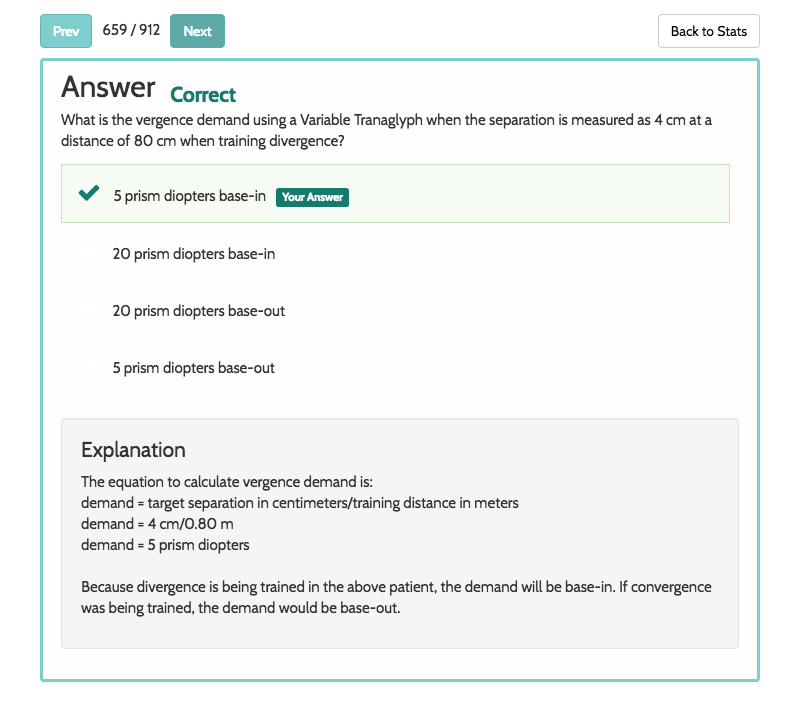 Prev 659 / 912 Next Back to Stats
Answer Correct
What is the vergence demand using a Variable Tranaglyph when the separation is measured as 4 cm at a
distance of 80 cm when training divergence?
5 prism diopters base-in Your Answer
20 prism diopters base-in
20 prism diopters base-out
5 prism diopters base-out
Explanation
The equation to calculate vergence demand is:
demand = target separation in centimeters/training distance in meters
demand = 4 cm/0.80 m
demand = 5 prism diopters
Because divergence is being trained in the above patient, the demand will be base-in. If convergence
was being trained, the demand would be base-out.